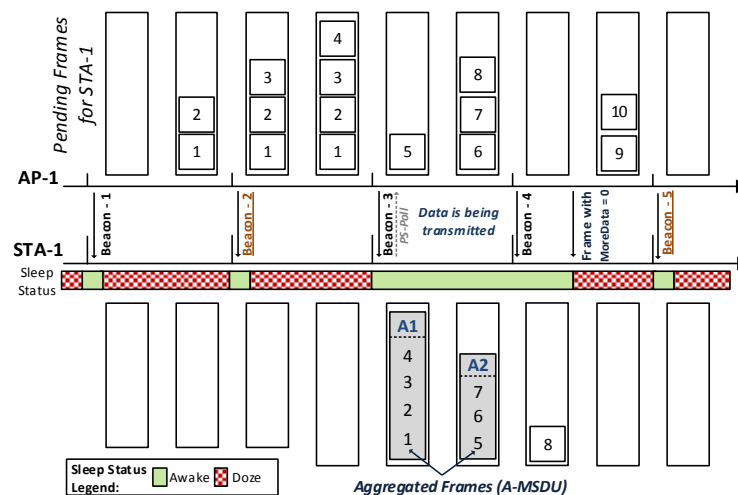 Pending Frames
for STA-1
4
3 3 8
2 2 2 7 10
1 1 1 5 6 9
AP-1
Beacon - 1
Beacon - 2
Beacon - 3
PS-Poll
Data is being
transmitted
Beacon - 4
Frame with
MoreData = 0
Beacon - 5
STA-1
Sleep
Status
A1
4
3
2
1
A2
7
6
5
8
Sleep Status
Legend:
Awake
Doze
Aggregated Frames (A-MSDU)